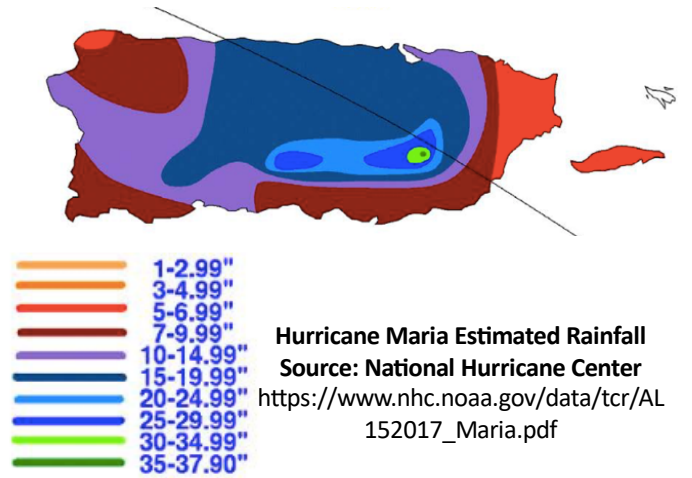 1-2.99"
3-4.99"
5-6.99"
7-9.99"
10-14.99"
15-19.99"
20-24.99"
25-29.99"
30-34.99"
35-37.90"
Hurricane Maria Estimated Rainfall
Source: National Hurricane Center
https://www.nhc.noaa.gov/data/tcr/AL
152017_Maria.pdf